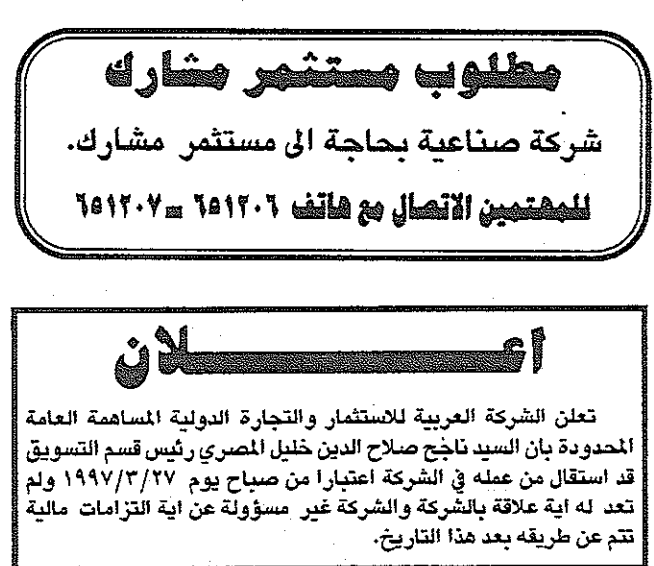 مطلوب مستثمر مشارك
شركة صناعية بحاجة الى مستثمر مشارك.
للمهتمين الاتصال مع هاتف ٦٥١٢٠٦ = ٦٥١٢٠٧
اعـــــــــــــــلان
تعلن الشركة العربية للاستثمار والتجارة الدولية المساهمة العامة
المحدودة بان السيد ناجح صلاح الدين خليل المصري رئيس قسم التسويق
قد استقال من عمله في الشركة اعتبارا من صباح يوم ١٩٩٧/٣/٢٧ ولم
تعد له اية علاقة بالشركة والشركة غير مسؤولة عن اية التزامات مالية
تتم عن طريقه بعد هذا التاريخ.